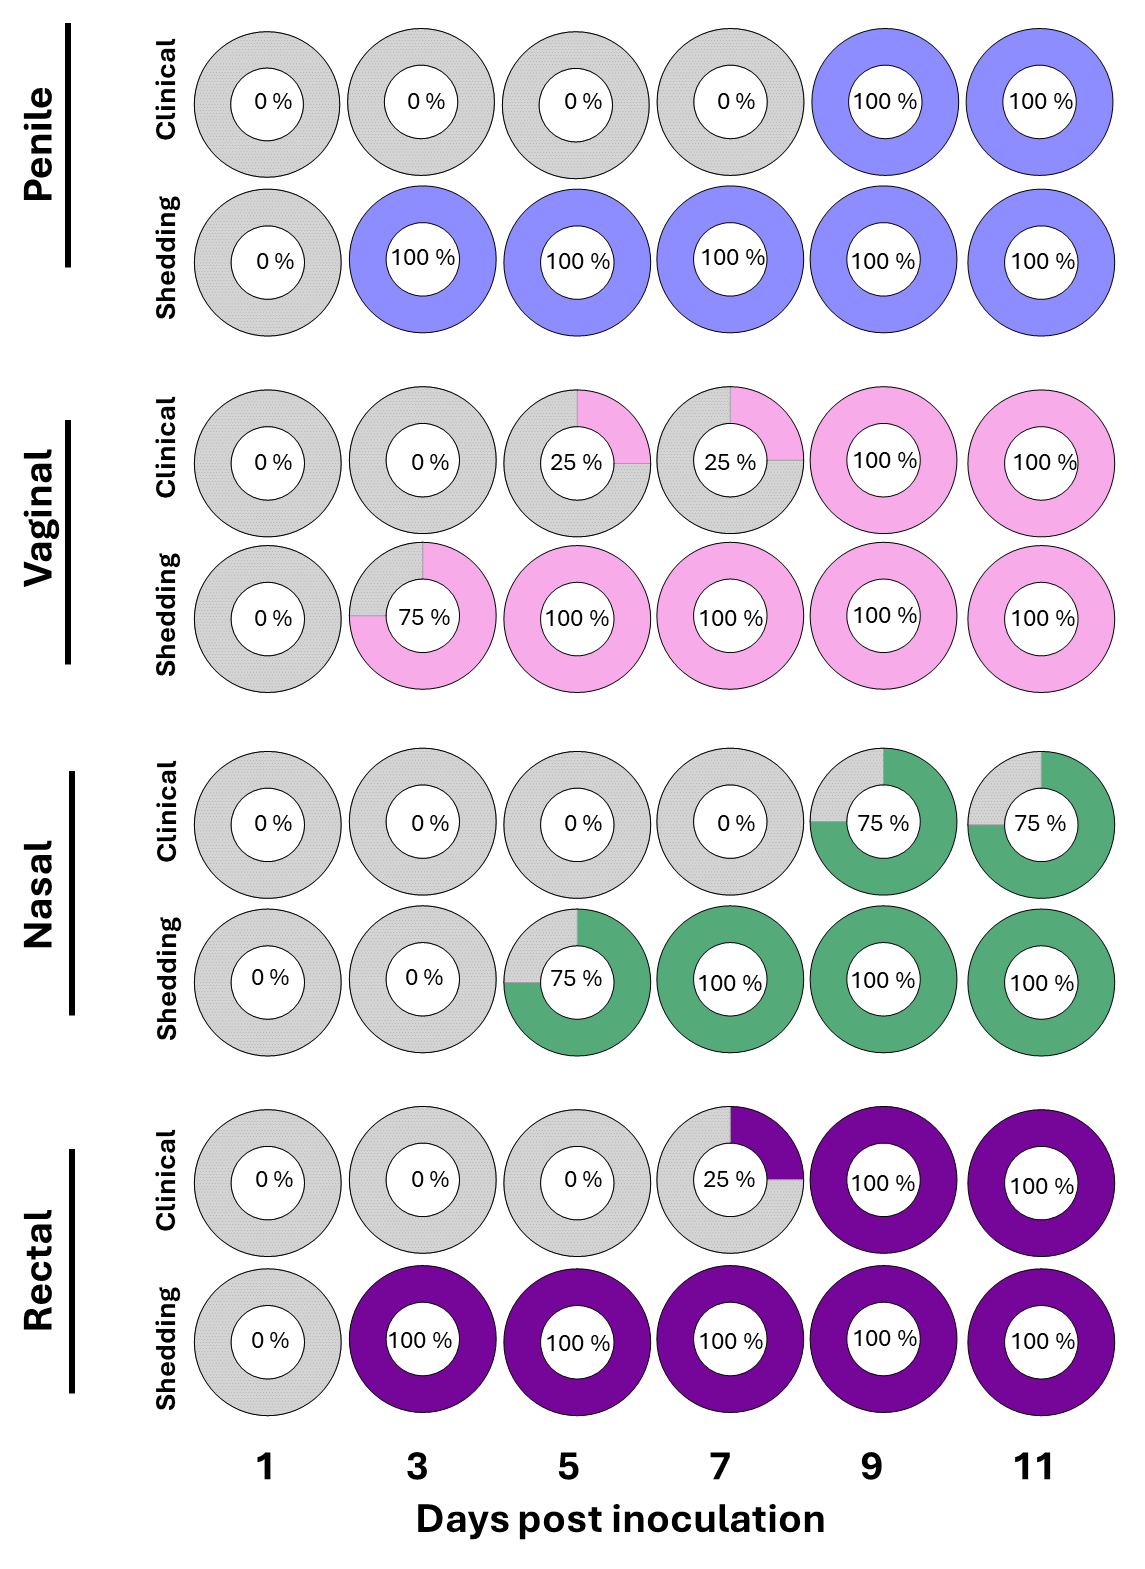 Penile
Clinical
0 % 0 % 0 % 0 % 100 % 100 %
Shedding
0 % 100 % 100 % 100 % 100 % 100 %
Vaginal
Clinical
0 % 0 % 25 % 25 % 100 % 100 %
Shedding
0 % 75 % 100 % 100 % 100 % 100 %
Nasal
Clinical
0 % 0 % 0 % 0 % 75 % 75 %
Shedding
0 % 0 % 75 % 100 % 100 % 100 %
Rectal
Clinical
0 % 0 % 0 % 25 % 100 % 100 %
Shedding
0 % 100 % 100 % 100 % 100 % 100 %
1 3 5 7 9 11
Days post inoculation